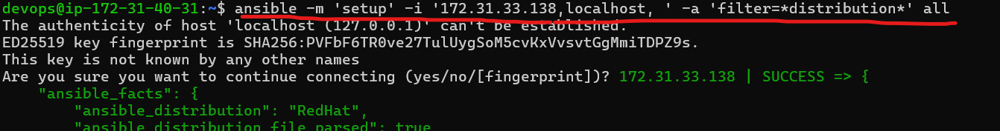 devops@ip-172-31-40-31:~$ ansible -m 'setup' -i '172.31.33.138,localhost, ' -a 'filter=*distribution*' all
The authenticity of host 'localhost (127.0.0.1)' can't be established.
ED25519 key fingerprint is SHA256:PVFbF6TR0ve27TulUygSoM5cvKxVvsvtGgMmiTDPZ9s.
This key is not known by any other names
Are you sure you want to continue connecting (yes/no/[fingerprint])? 172.31.33.138 | SUCCESS => {
    "ansible_facts": {
        "ansible_distribution": "RedHat",
        "ansible_distribution_file_parsed": true